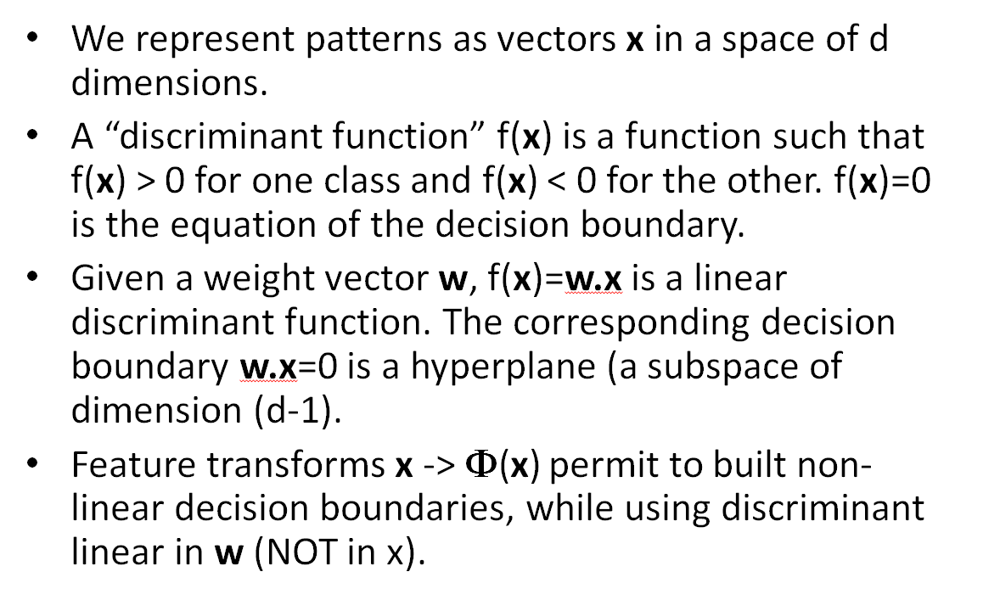 • We represent patterns as vectors x in a space of d
dimensions.
• A “discriminant function” f(x) is a function such that
f(x) > 0 for one class and f(x) < 0 for the other. f(x)=0
is the equation of the decision boundary.
• Given a weight vector w, f(x)=w.x is a linear
discriminant function. The corresponding decision
boundary w.x=0 is a hyperplane (a subspace of
dimension (d-1).
• Feature transforms x -> Φ(x) permit to built non-
linear decision boundaries, while using discriminant
linear in w (NOT in x).